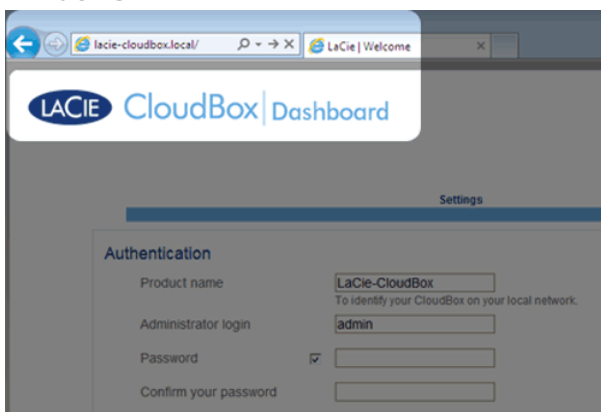 lacie-cloudbox.local/
LaCie | Welcome
LACIE CloudBox | Dashboard
Settings
Authentication
Product name
LaCie-CloudBox
To identify your CloudBox on your local network.
Administrator login
admin
Password
Confirm your password